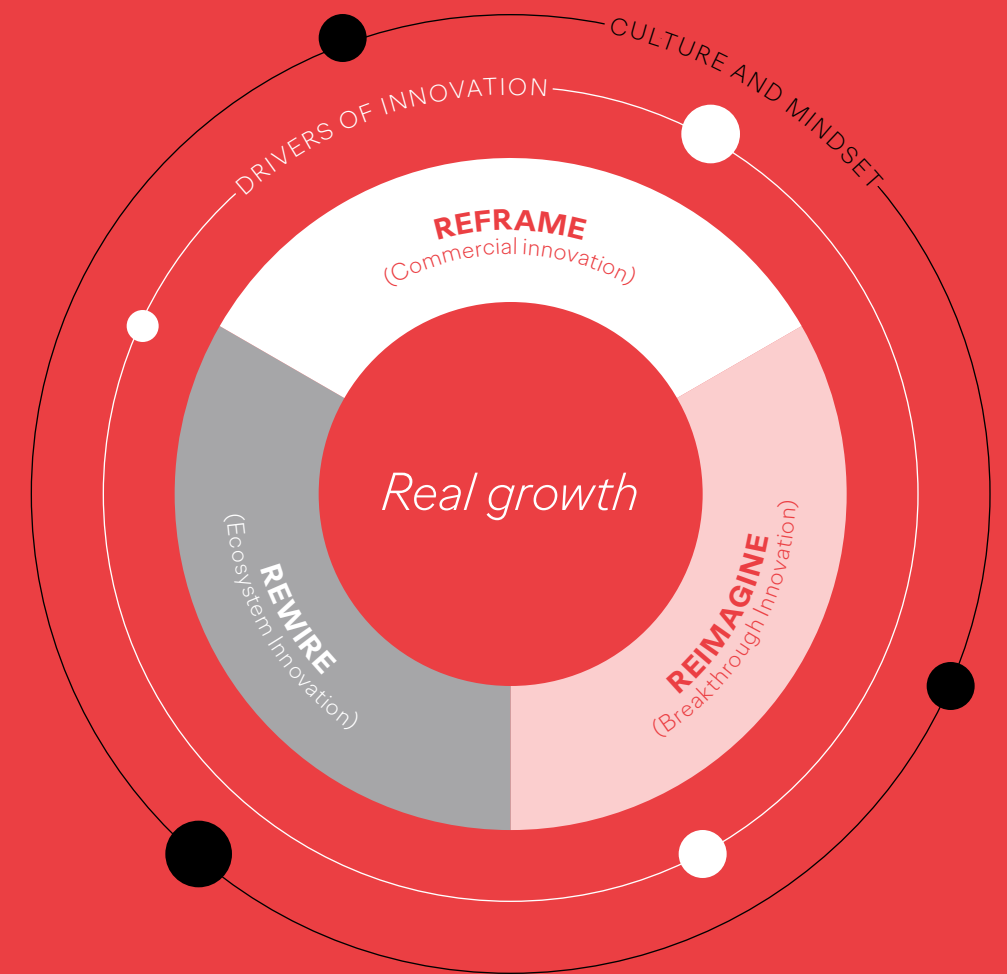 CULTURE AND MINDSET
DRIVERS OF INNOVATION
REFRAME
(Commercial innovation)
Real growth
REWIRE
(Ecosystem Innovation)
REIMAGINE
(Breakthrough Innovation)